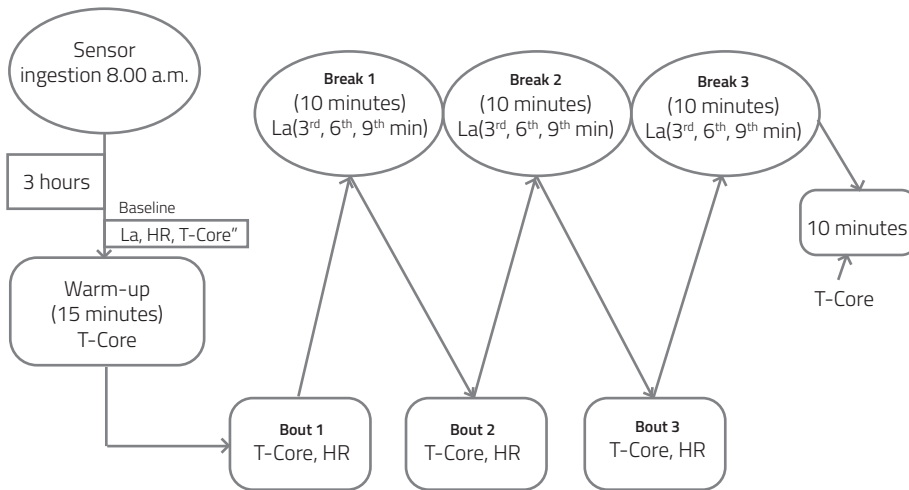 Sensor
ingestion 8.00 a.m.
3 hours
Baseline
La, HR, T-Core”
Warm-up
(15 minutes)
T-Core
Bout 1
T-Core, HR
Break 1
(10 minutes)
La(3rd, 6th, 9th min)
Bout 2
T-Core, HR
Break 2
(10 minutes)
La(3rd, 6th, 9th min)
Bout 3
T-Core, HR
Break 3
(10 minutes)
La(3rd, 6th, 9th min)
10 minutes
T-Core